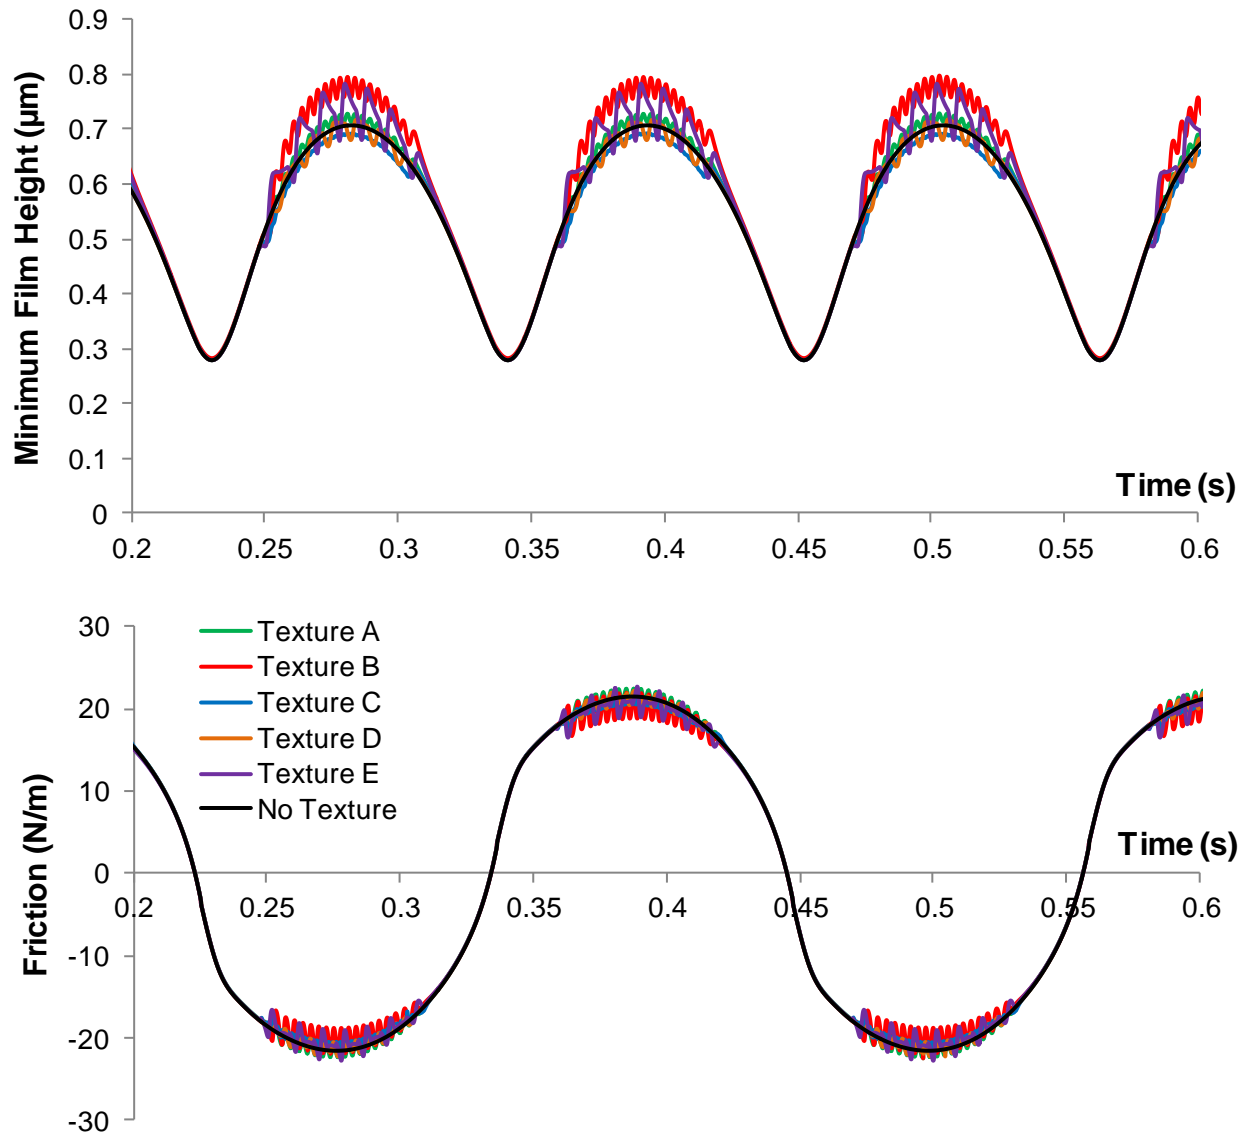 Minimum Film Height (µm)
0.9
0.8
0.7
0.6
0.5
0.4
0.3
0.2
0.1
0
Time (s)
0.2 0.25 0.3 0.35 0.4 0.45 0.5 0.55 0.6
Friction (N/m)
30
20
10
0
-10
-20
-30
Texture A
Texture B
Texture C
Texture D
Texture E
No Texture
Time (s)
0.2 0.25 0.3 0.35 0.4 0.45 0.5 0.55 0.6